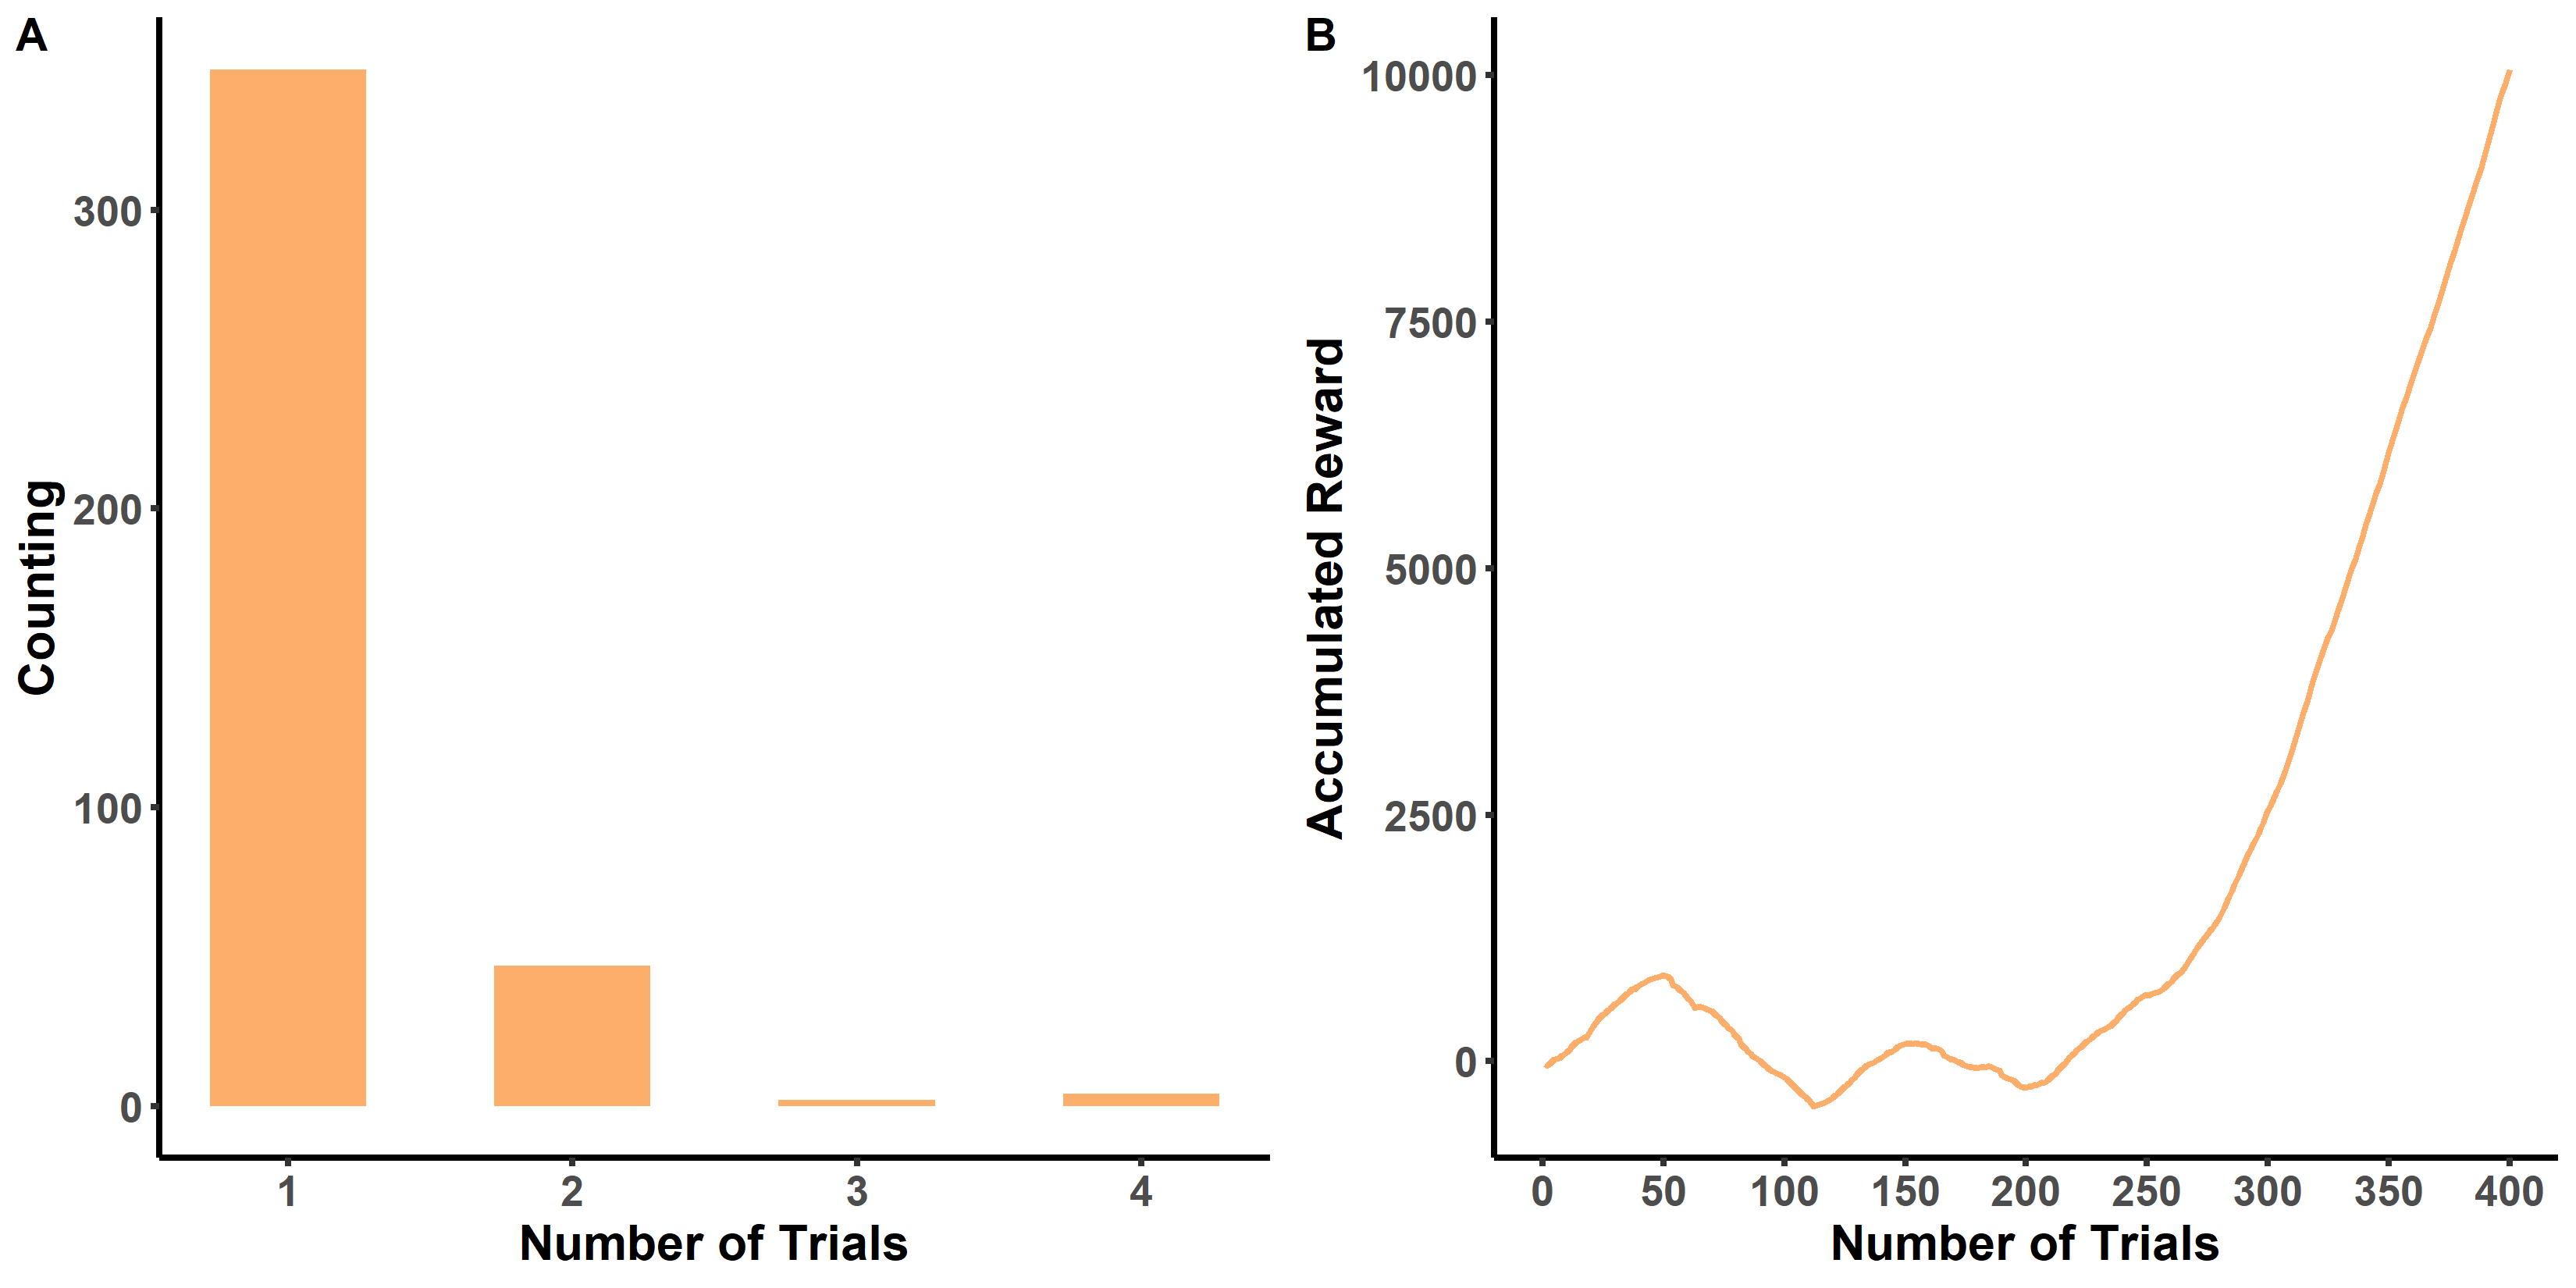 A
Counting
300
200
100
0
1 2 3 4
Number of Trials
B
Accumulated Reward
10000
7500
5000
2500
0
0 50 100 150 200 250 300 350 400
Number of Trials